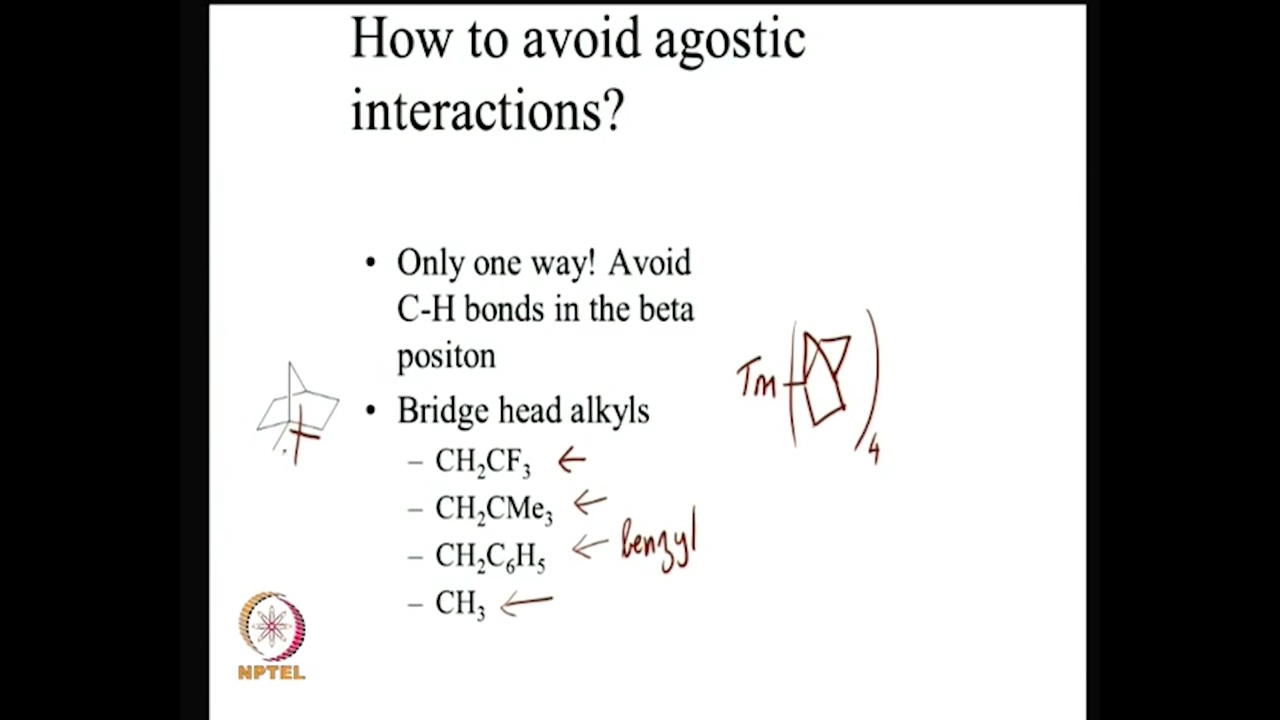 How to avoid agostic
interactions?
• Only one way! Avoid
C-H bonds in the beta
positon
• Bridge head alkyls
– CH₂CF₃
– CH₂CMe₃
– CH₂C₆H₅
– CH₃
benzyl
Tm
4
NPTEL